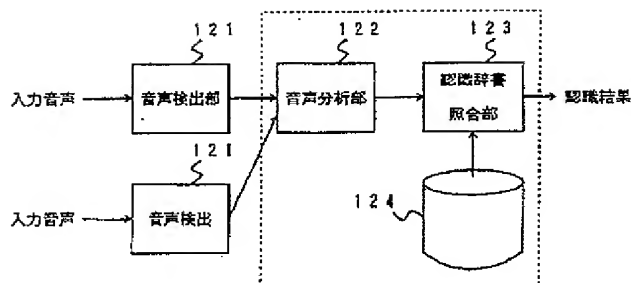 121
122
123
入力音声
音声検出部
音声分析部
認識辞書
照合部
認識結果
121
入力音声
音声検出
124